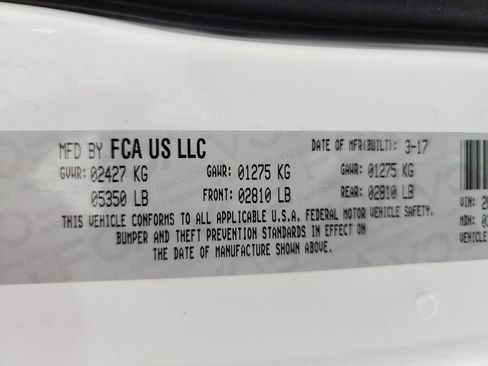 MFD BY FCA US LLC DATE OF MFR(BUILT): 3-17
GVWR: 02427 KG GAWR: 01275 KG GAWR: 01275 KG
05350 LB FRONT: 02810 LB REAR: 02810 LB
THIS VEHICLE CONFORMS TO ALL APPLICABLE U.S.A. FEDERAL MOTOR VEHICLE SAFETY.
BUMPER AND THEFT PREVENTION STANDARDS IN EFFECT ON
THE DATE OF MANUFACTURE SHOWN ABOVE.
VIN:
MDH:
VEHICLE